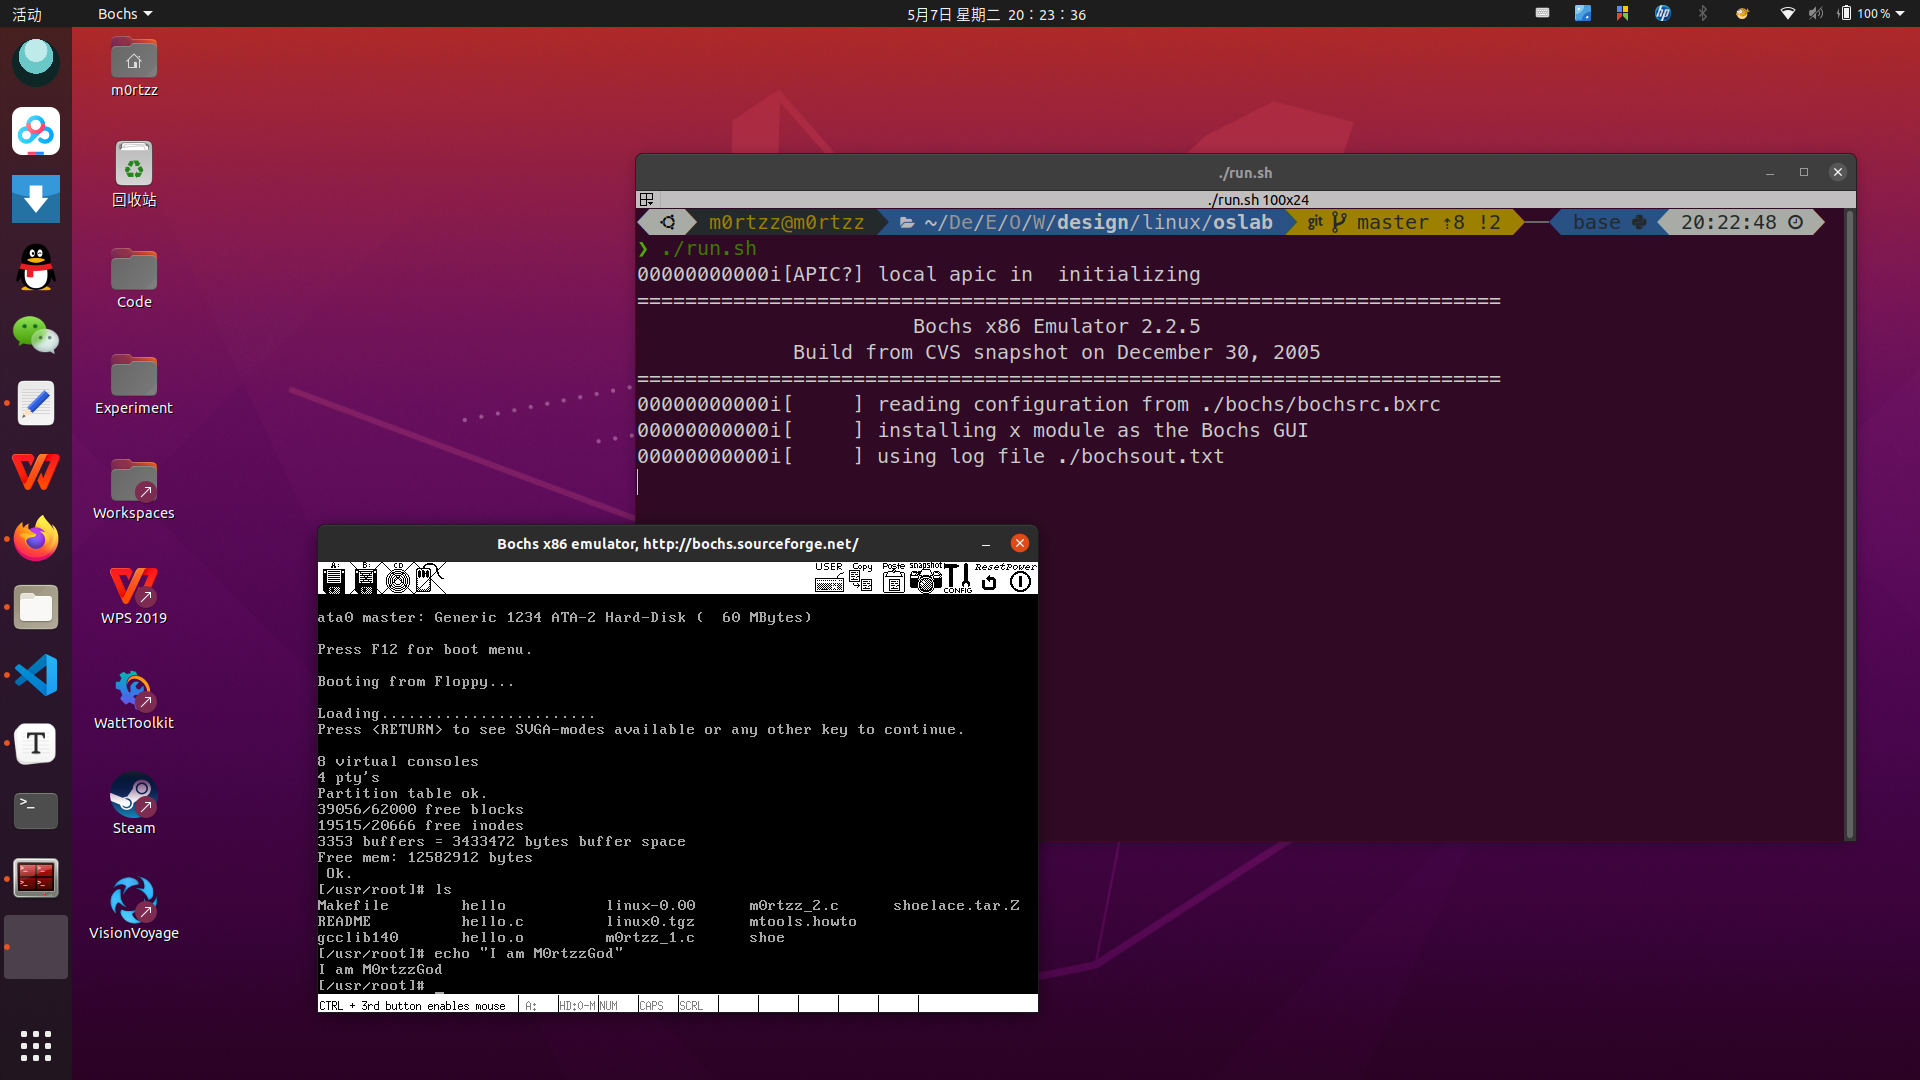 活动
Bochs
5月7日 星期二 20：23：36
100 %
m0rtzz
回收站
Code
Experiment
Workspaces
WPS 2019
WattToolkit
Steam
VisionVoyage
./run.sh
./run.sh 100x24
m0rtzz@m0rtzz ~/De/E/O/W/design/linux/oslab git master ⇡8 !2 base 20:22:48
❯ ./run.sh
00000000000i[APIC?] local apic in  initializing
========================================================================
Bochs x86 Emulator 2.2.5
Build from CVS snapshot on December 30, 2005
========================================================================
00000000000i[     ] reading configuration from ./bochs/bochsrc.bxrc
00000000000i[     ] installing x module as the Bochs GUI
00000000000i[     ] using log file ./bochsout.txt
Bochs x86 emulator, http://bochs.sourceforge.net/
A: B: CD USER Copy Paste snapshot CONFIG Reset Power
ata0 master: Generic 1234 ATA-2 Hard-Disk (  60 MBytes)
Press F12 for boot menu.
Booting from Floppy...
Loading........................
Press <RETURN> to see SVGA-modes available or any other key to continue.
8 virtual consoles
4 pty's
Partition table ok.
39056/62000 free blocks
19515/20666 free inodes
3353 buffers = 3433472 bytes buffer space
Free mem: 12582912 bytes
Ok.
[/usr/root]# ls
Makefile hello linux-0.00 m0rtzz_2.c shoelace.tar.Z
README hello.c linux0.tgz mtools.howto
gcclib140 hello.o m0rtzz_1.c shoe
[/usr/root]# echo "I am M0rtzzGod"
I am M0rtzzGod
[/usr/root]# _
CTRL + 3rd button enables mouse A: HD:0-M NUM CAPS SCRL